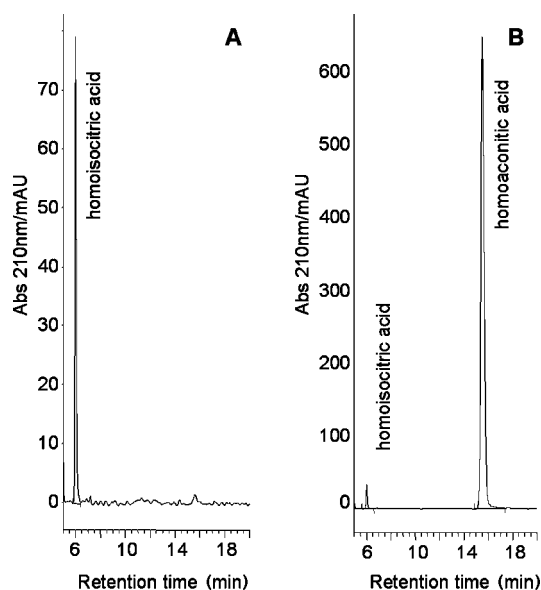 A
Abs 210nm/mAU
70
60
50
40
30
20
10
0
homoisocitric acid
6
10
14
18
Retention time (min)
B
Abs 210nm/mAU
600
500
400
300
200
100
0
homoisocitric acid
homoaconitic acid
6
10
14
18
Retention time (min)